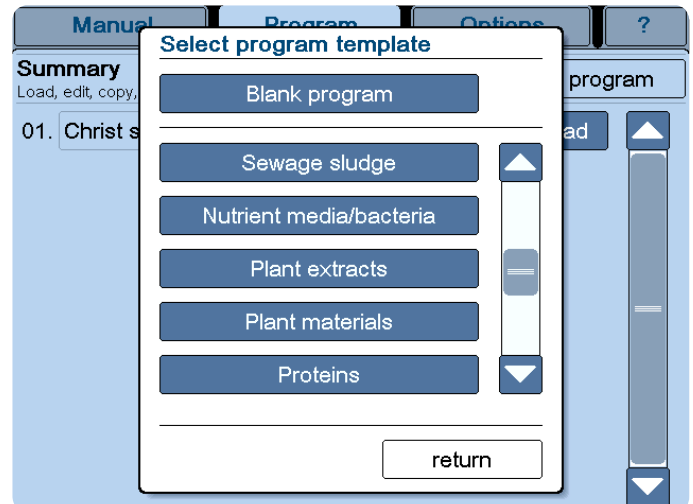 Manual Program Options ?
Select program template
Summary
Load, edit, copy,
program
Blank program
01. Christ s
ad
Sewage sludge
Nutrient media/bacteria
Plant extracts
Plant materials
Proteins
return